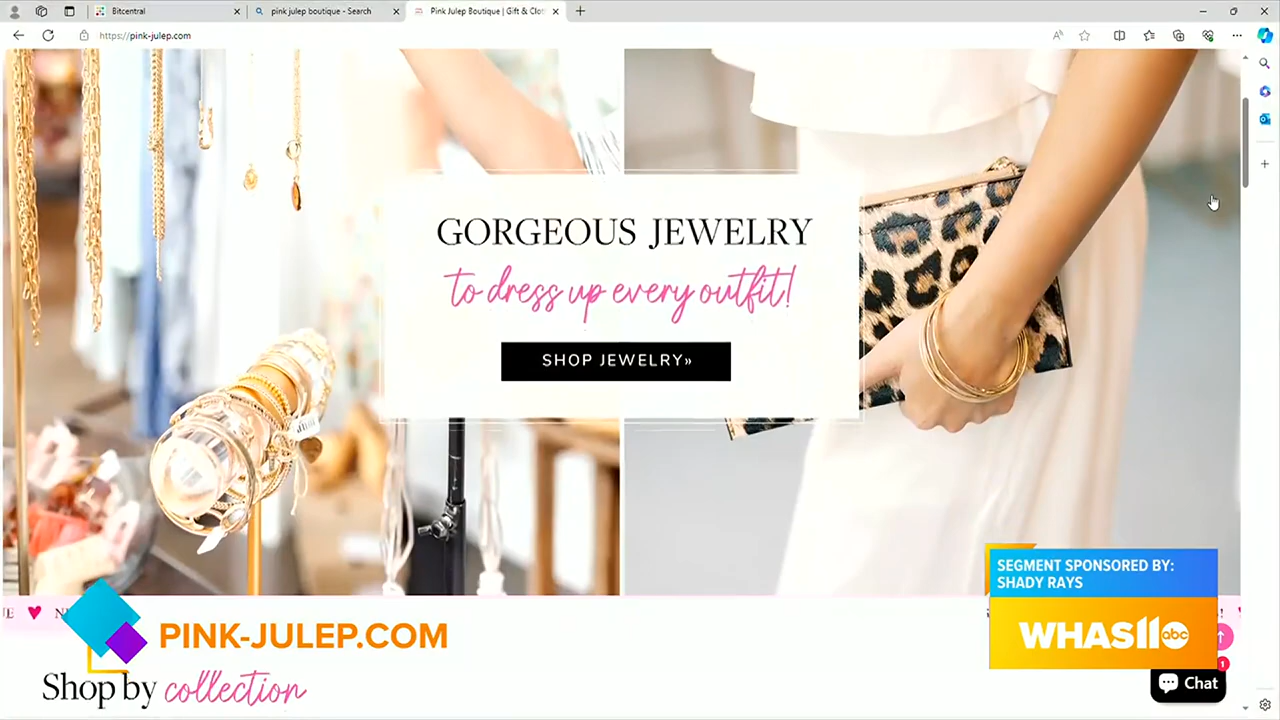 Bitcentral
pink julep boutique - Search
Pink Julep Boutique | Gift & Clot
https://pink-julep.com
GORGEOUS JEWELRY
to dress up every outfit!
SHOP JEWELRY»
SEGMENT SPONSORED BY:
SHADY RAYS
WHAS11 abc
PINK-JULEP.COM
Shop by collection
1
Chat